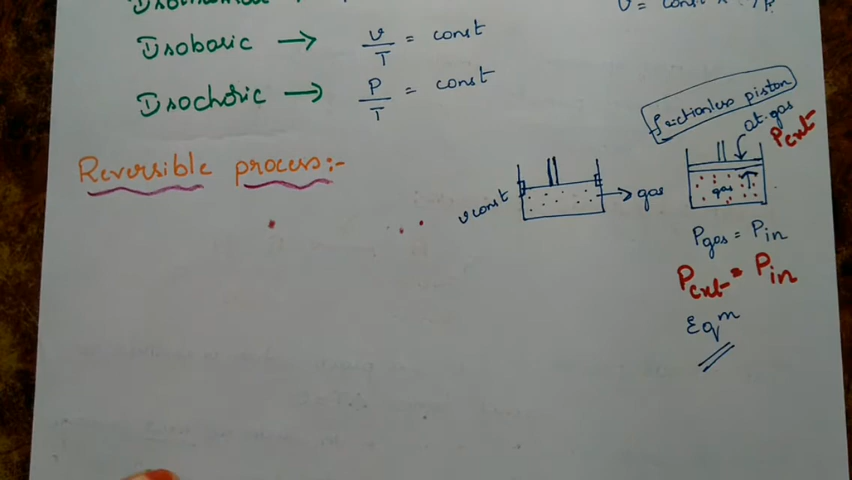 Isobaric → v/T = const
Isochoric → P/T = const
Reversible process:-
v const
gas
frictionless piston
at.gas
Pext
gas
Pgas = Pin
Pext = Pin
Eqm